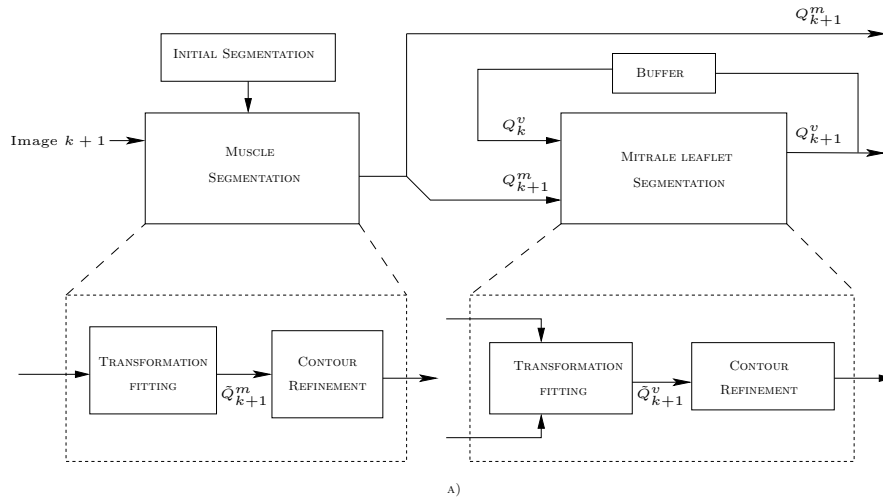 Q^m_{k+1}
Initial Segmentation
Buffer
Image k + 1
Q^v_k
Q^v_{k+1}
Muscle
Segmentation
Mitrale leaflet
Segmentation
Q^m_{k+1}
Transformation
fitting
Q̃^m_{k+1}
Contour
Refinement
Transformation
fitting
Q̃^v_{k+1}
Contour
Refinement
a)